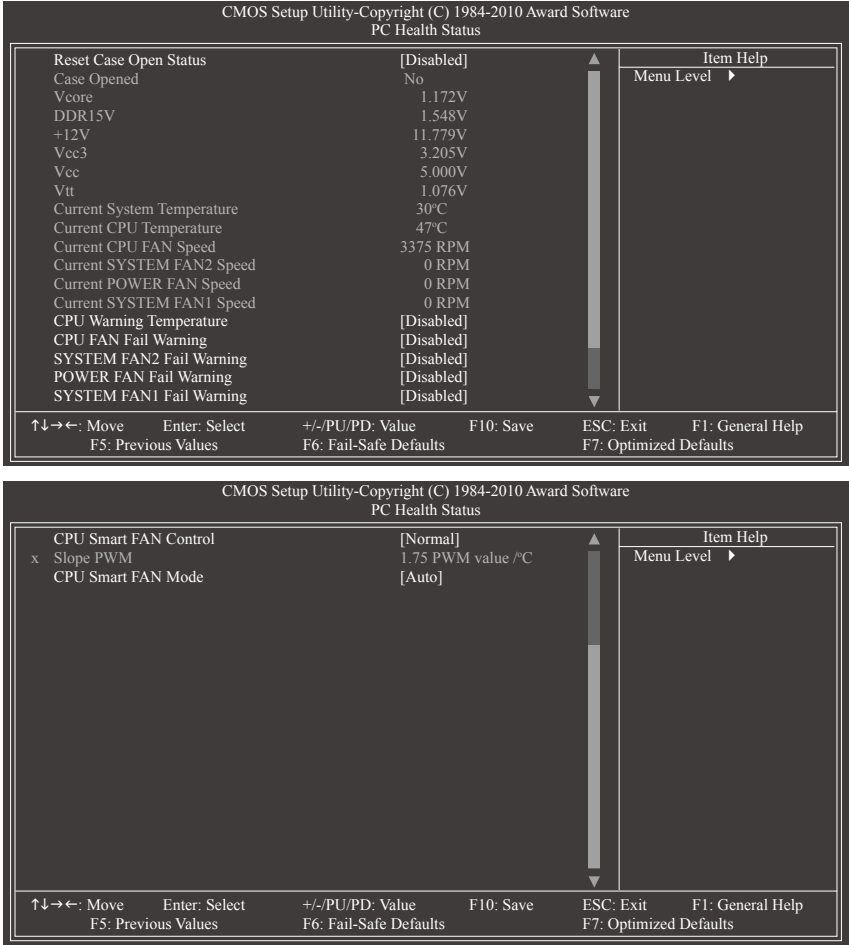 CMOS Setup Utility-Copyright (C) 1984-2010 Award Software
PC Health Status
Reset Case Open Status [Disabled]
Case Opened No
Vcore 1.172V
DDR15V 1.548V
+12V 11.779V
Vcc3 3.205V
Vcc 5.000V
Vtt 1.076V
Current System Temperature 30ºC
Current CPU Temperature 47ºC
Current CPU FAN Speed 3375 RPM
Current SYSTEM FAN2 Speed 0 RPM
Current POWER FAN Speed 0 RPM
Current SYSTEM FAN1 Speed 0 RPM
CPU Warning Temperature [Disabled]
CPU FAN Fail Warning [Disabled]
SYSTEM FAN2 Fail Warning [Disabled]
POWER FAN Fail Warning [Disabled]
SYSTEM FAN1 Fail Warning [Disabled]
Item Help
Menu Level
↑↓→←: Move Enter: Select +/-/PU/PD: Value F10: Save ESC: Exit F1: General Help
F5: Previous Values F6: Fail-Safe Defaults F7: Optimized Defaults
CMOS Setup Utility-Copyright (C) 1984-2010 Award Software
PC Health Status
CPU Smart FAN Control [Normal]
x Slope PWM 1.75 PWM value /ºC
CPU Smart FAN Mode [Auto]
Item Help
Menu Level
↑↓→←: Move Enter: Select +/-/PU/PD: Value F10: Save ESC: Exit F1: General Help
F5: Previous Values F6: Fail-Safe Defaults F7: Optimized Defaults